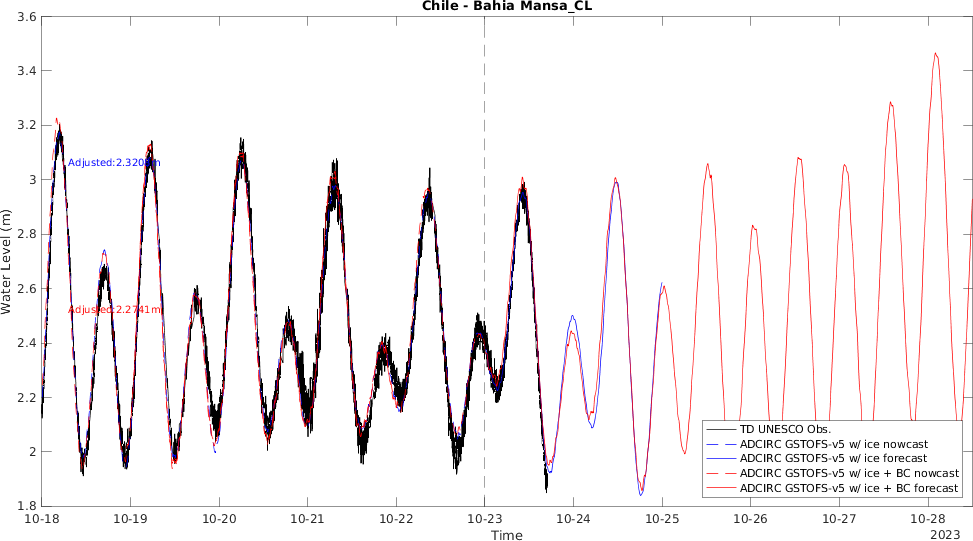 Chile - Bahia Mansa_CL
3.6
3.4
3.2
3
2.8
2.6
2.4
2.2
2
1.8
Water Level (m)
Adjusted:2.2741m
TD UNESCO Obs.
ADCIRC GSTOFS-v5 w/ ice nowcast
ADCIRC GSTOFS-v5 w/ ice forecast
ADCIRC GSTOFS-v5 w/ ice + BC nowcast
ADCIRC GSTOFS-v5 w/ ice + BC forecast
10-18 10-19 10-20 10-21 10-22 10-23 10-24 10-25 10-26 10-27 10-28
2023
Time